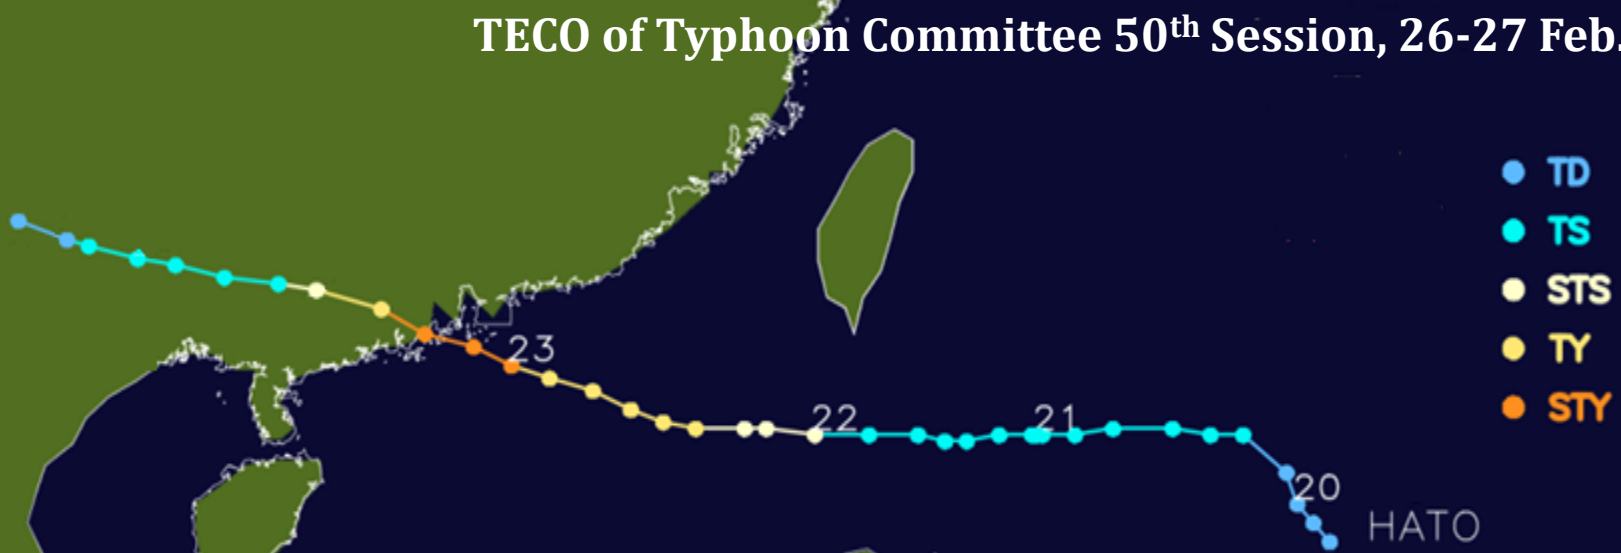 TECO of Typhoon Committee 50th Session, 26-27 Feb.
TD
TS
STS
TY
STY
23
22
21
20
HATO